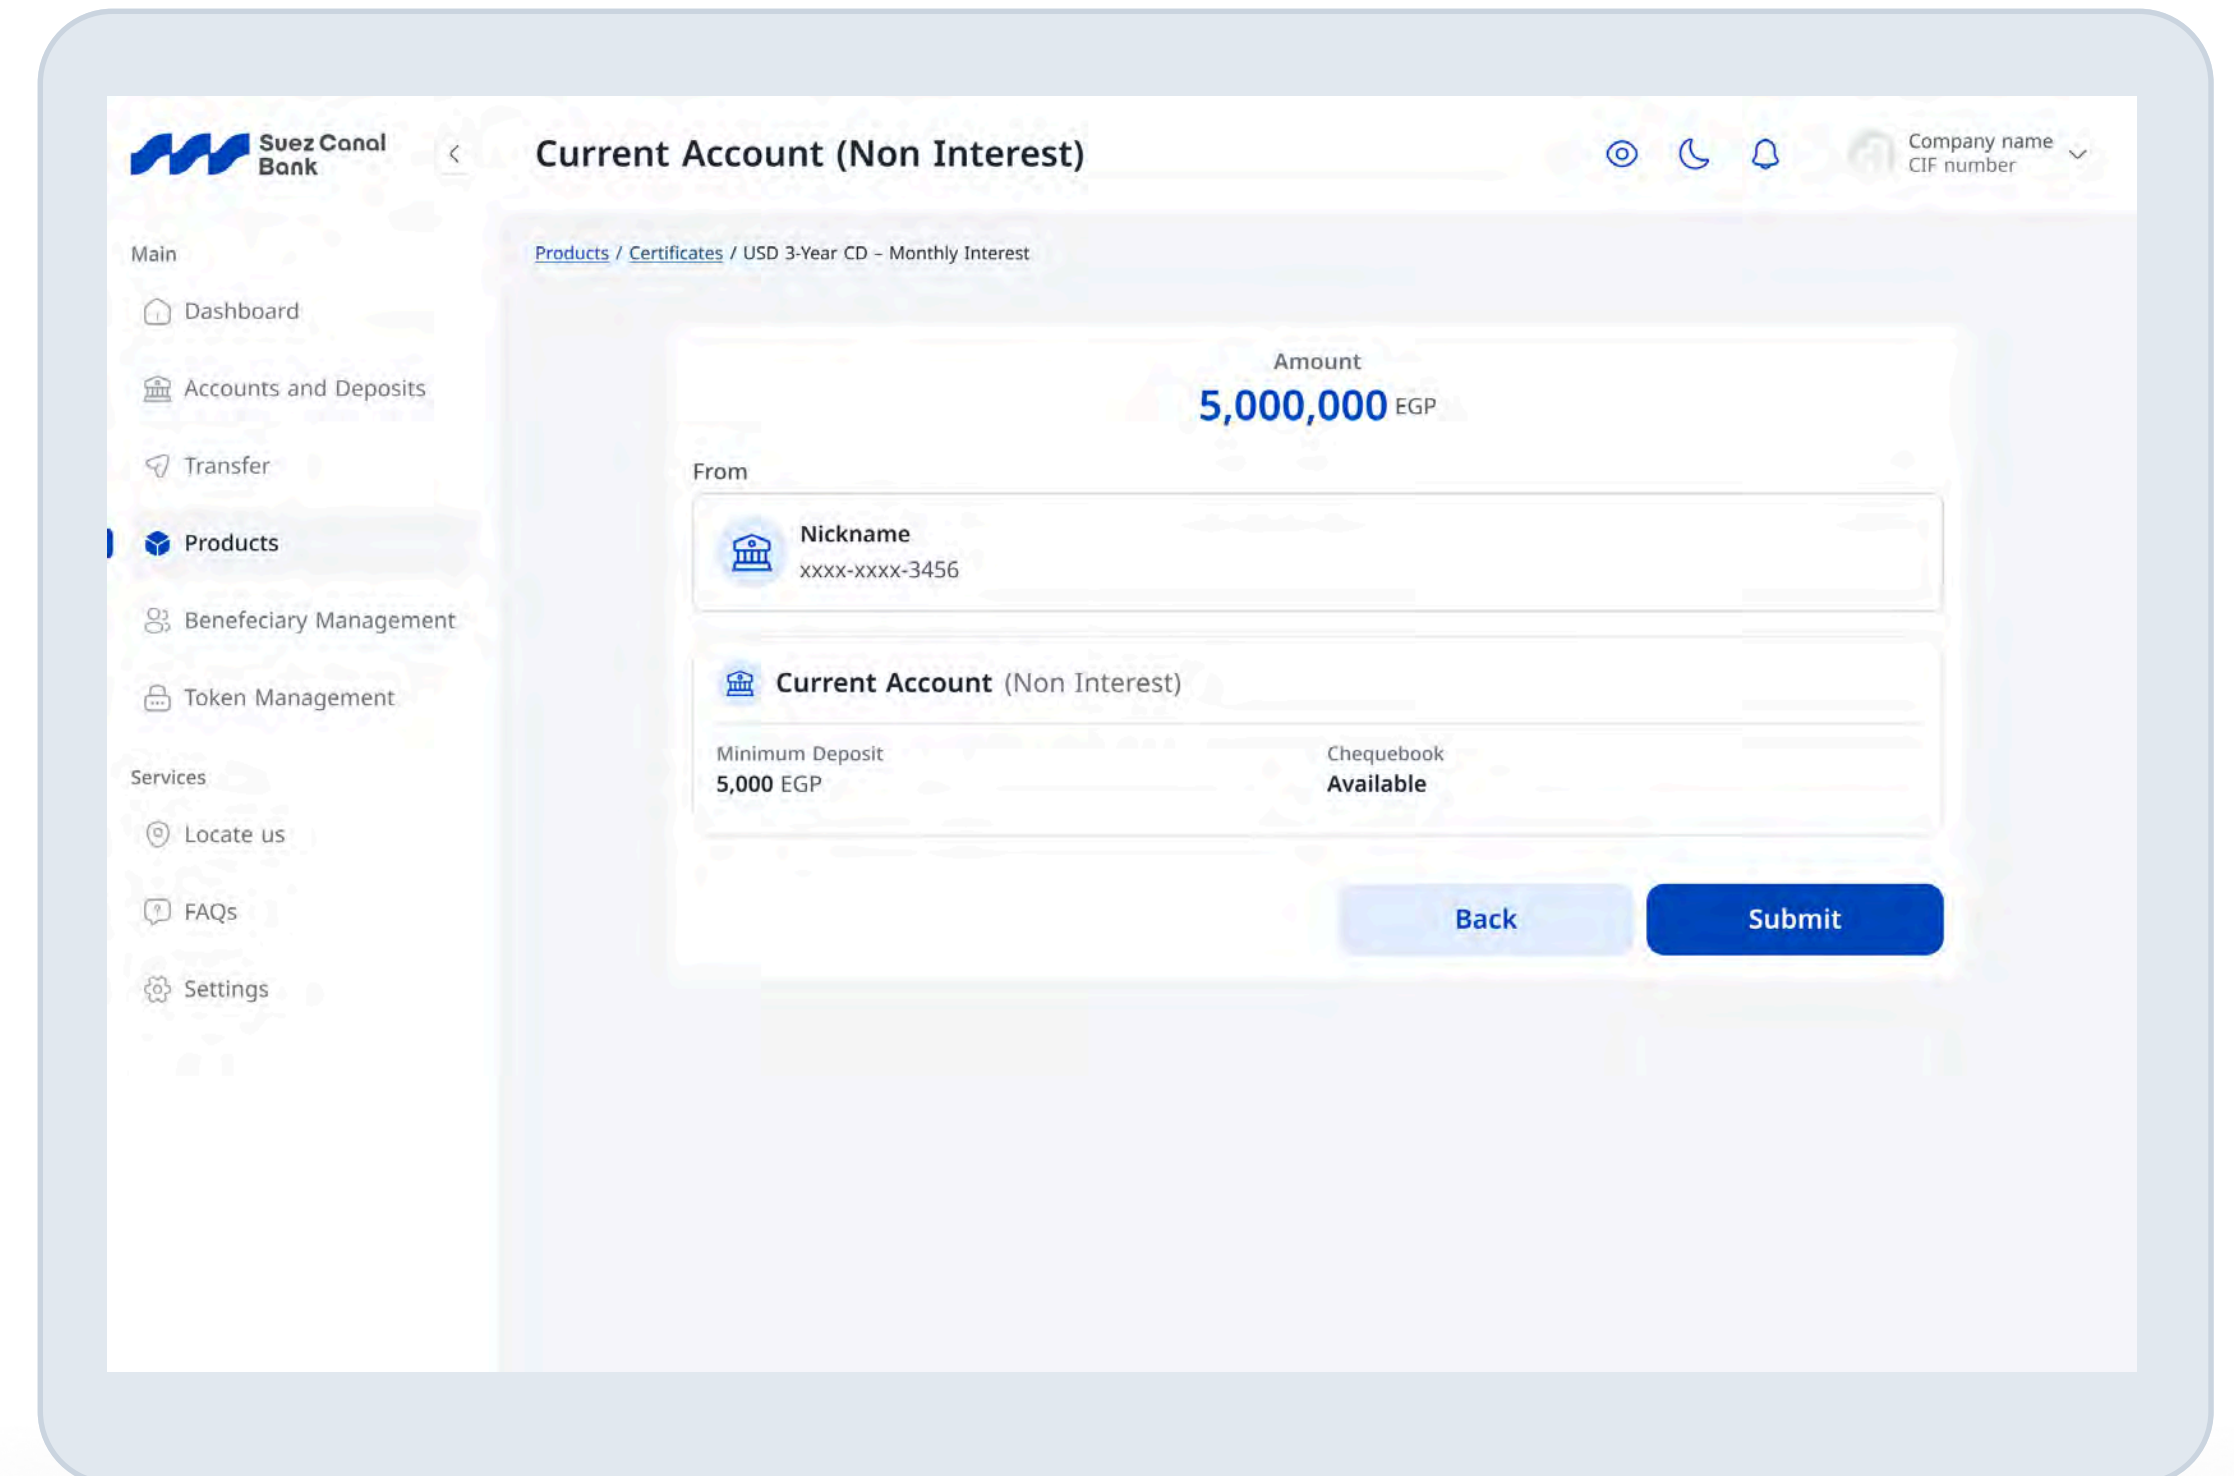 Suez Canal
Bank
Current Account (Non Interest)
Company name
CIF number
Main
Dashboard
Accounts and Deposits
Transfer
Products
Benefeciary Management
Token Management
Services
Locate us
FAQs
Settings
Products / Certificates / USD 3-Year CD – Monthly Interest
Amount
5,000,000 EGP
From
Nickname
xxxx-xxxx-3456
Current Account (Non Interest)
Minimum Deposit
5,000 EGP
Chequebook
Available
Back
Submit